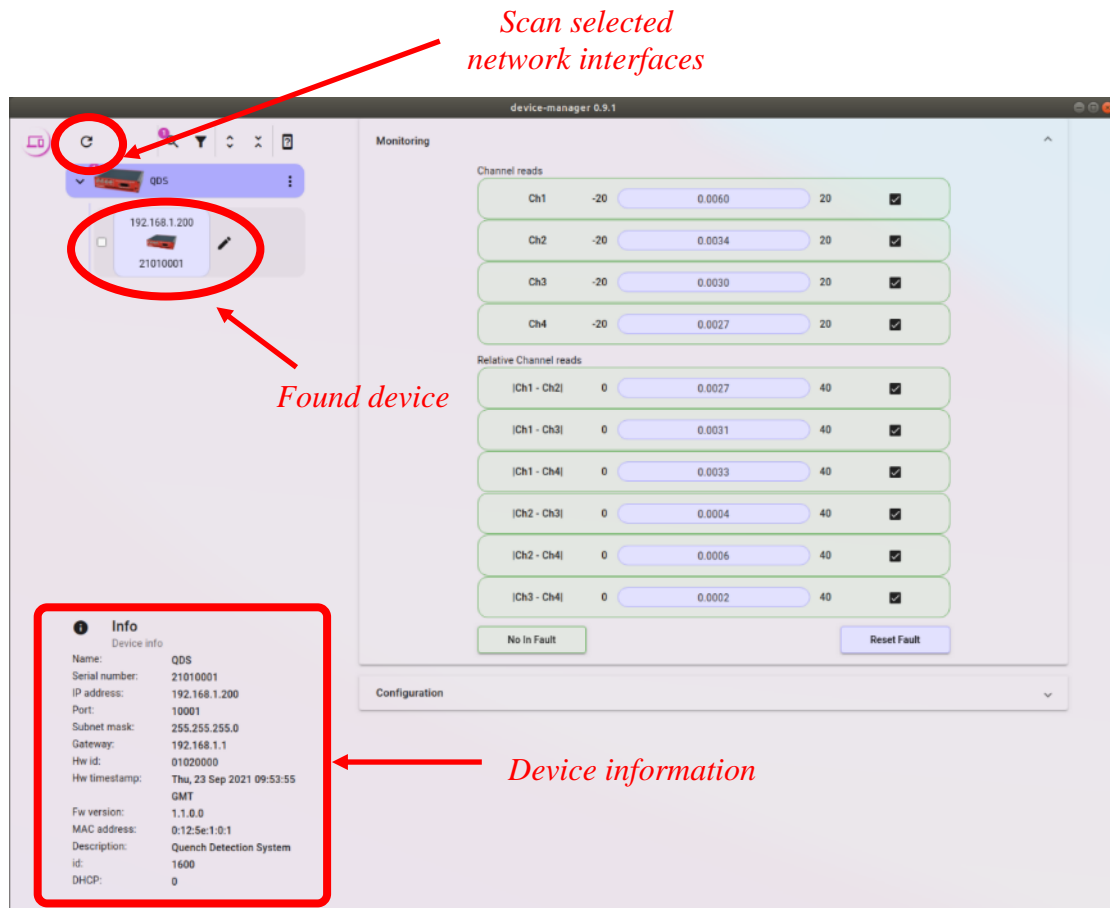 Scan selected
network interfaces
device-manager 0.9.1
1
QDS
192.168.1.200
21010001
Found device
Monitoring
Channel reads
Ch1 -20 0.0060 20
Ch2 -20 0.0034 20
Ch3 -20 0.0030 20
Ch4 -20 0.0027 20
Relative Channel reads
|Ch1 - Ch2| 0 0.0027 40
|Ch1 - Ch3| 0 0.0031 40
|Ch1 - Ch4| 0 0.0033 40
|Ch2 - Ch3| 0 0.0004 40
|Ch2 - Ch4| 0 0.0006 40
|Ch3 - Ch4| 0 0.0002 40
No In Fault Reset Fault
Configuration
Info
Device info
Name: QDS
Serial number: 21010001
IP address: 192.168.1.200
Port: 10001
Subnet mask: 255.255.255.0
Gateway: 192.168.1.1
Hw id: 01020000
Hw timestamp: Thu, 23 Sep 2021 09:53:55
GMT
Fw version: 1.1.0.0
MAC address: 0:12:5e:1:0:1
Description: Quench Detection System
id: 1600
DHCP: 0
Device information